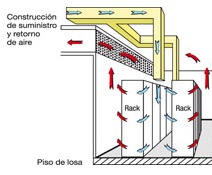 Construcción
de suministro
y retorno
de aire
Rack
Rack
Piso de losa